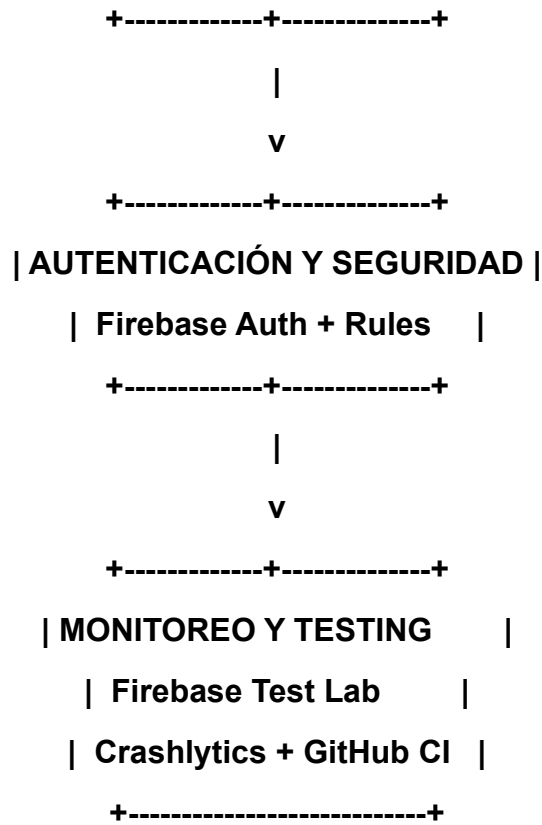 +-------------+--------------+
|
v
+-------------+--------------+
| AUTENTICACIÓN Y SEGURIDAD |
| Firebase Auth + Rules |
+-------------+--------------+
|
v
+-------------+--------------+
| MONITOREO Y TESTING |
| Firebase Test Lab |
| Crashlytics + GitHub CI |
+----------------------------+